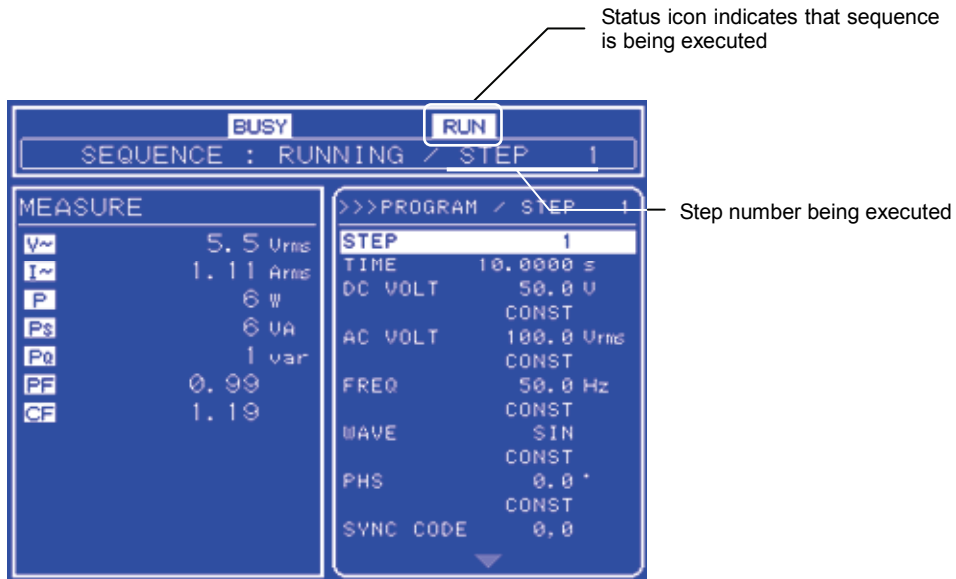 Status icon indicates that sequence
is being executed
BUSY RUN
SEQUENCE : RUNNING / STEP 1
Step number being executed
MEASURE
V~ 5.5 Vrms
I~ 1.11 Arms
P 6 W
PS 6 VA
PQ 1 var
PF 0.99
CF 1.19
>>>PROGRAM / STEP 1
STEP 1
TIME 10.0000 s
DC VOLT 50.0 V
CONST
AC VOLT 100.0 Vrms
CONST
FREQ 50.0 Hz
CONST
WAVE SIN
CONST
PHS 0.0 °
CONST
SYNC CODE 0,0